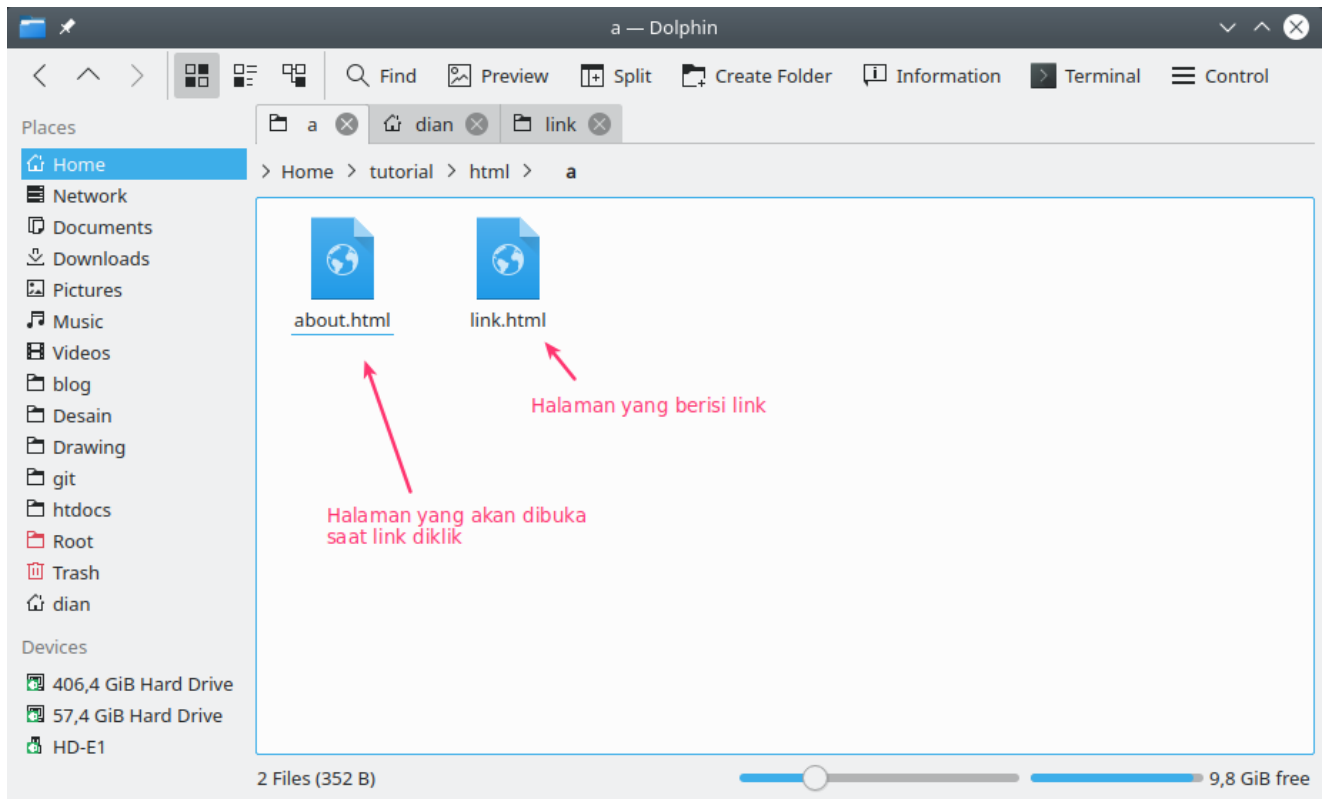 a — Dolphin
Find Preview Split Create Folder Information Terminal Control
Places
a dian link
Home
> Home > tutorial > html > a
Network
Documents
Downloads
Pictures
Music
Videos
blog
Desain
Drawing
git
htdocs
Root
Trash
dian
Devices
406,4 GiB Hard Drive
57,4 GiB Hard Drive
HD-E1
about.html link.html
Halaman yang berisi link
Halaman yang akan dibuka
saat link diklik
2 Files (352 B)
9,8 GiB free